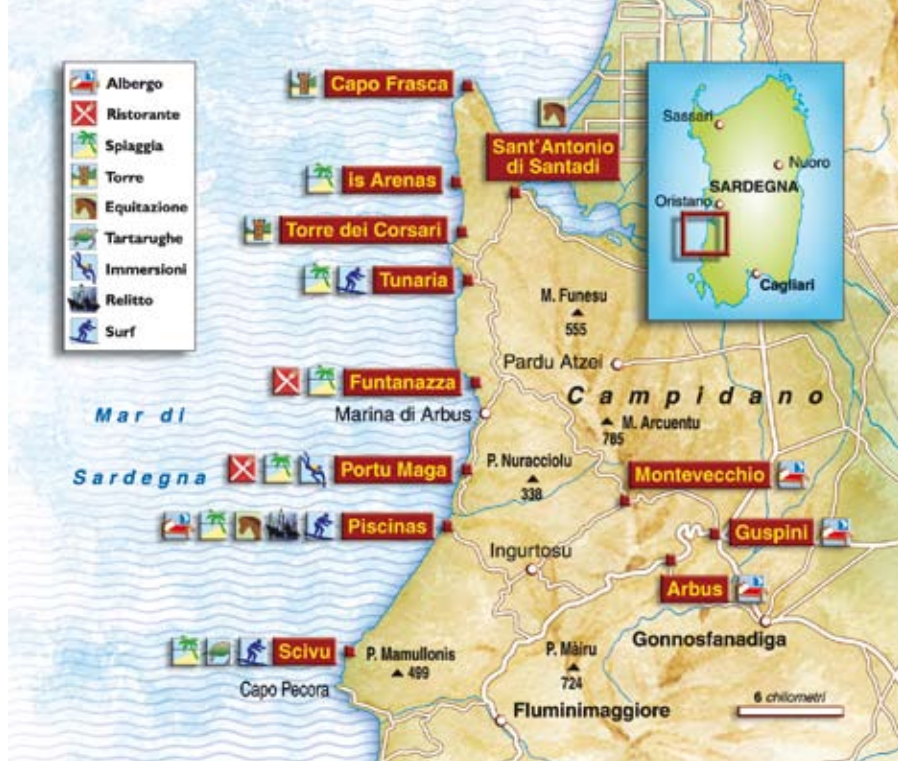 Albergo
Ristorante
Spiaggia
Torre
Equitazione
Tartarughe
Immersioni
Relitto
Surf
Capo Frasca
Sant'Antonio
di Santadi
is Arenas
Torre dei Corsari
Tunaria
Sassari
Nuoro
SARDEGNA
Oristano
Cagliari
M. Funesu
555
Pardu Atzei
Funtanazza
Campidano
Marina di Arbus
Mar di
Sardegna
M. Arcuentu
785
Portu Maga
P. Nuracciolu
338
Montevecchio
Piscinas
Guspini
Ingurtosu
Arbus
Gonnosfanadiga
Scivu
P. Mamullonis
499
P. Màiru
724
Capo Pecora
6 chilometri
Fluminimaggiore